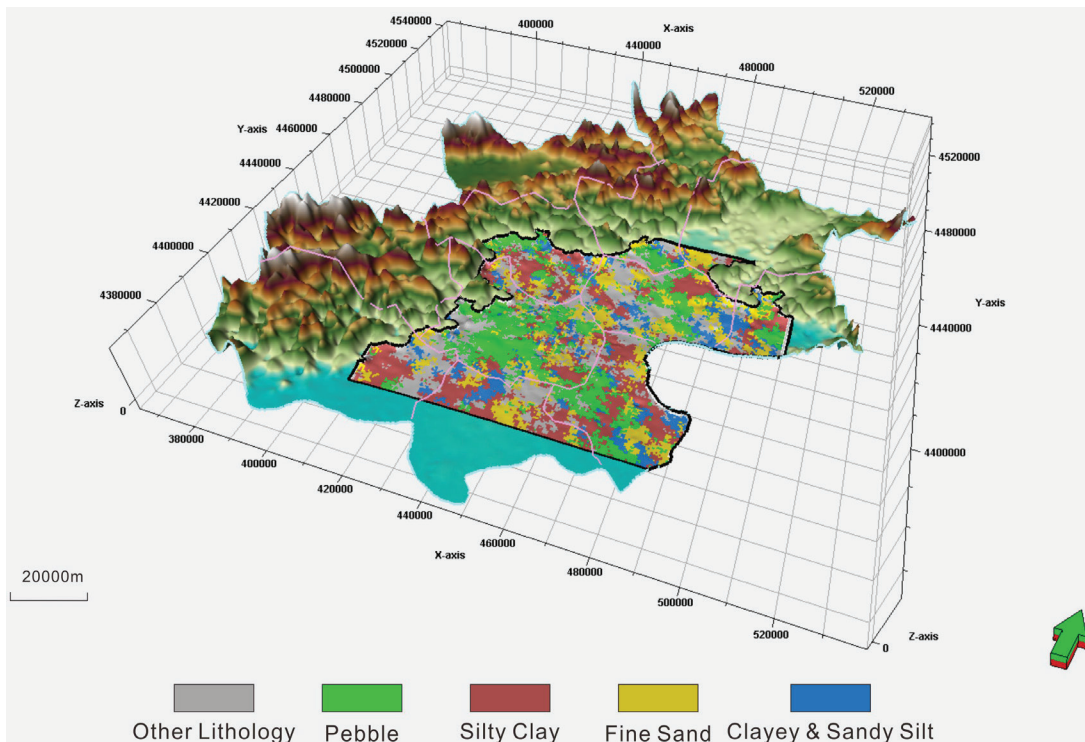 X-axis
4540000
4520000
4500000
4480000
4460000
4440000
4420000
4400000
4380000
400000
440000
480000
520000
Y-axis
4520000
4480000
4440000
4400000
Y-axis
Z-axis
0
380000
400000
420000
440000
460000
480000
500000
520000
X-axis
0
Z-axis
20000m
Other Lithology
Pebble
Silty Clay
Fine Sand
Clayey & Sandy Silt